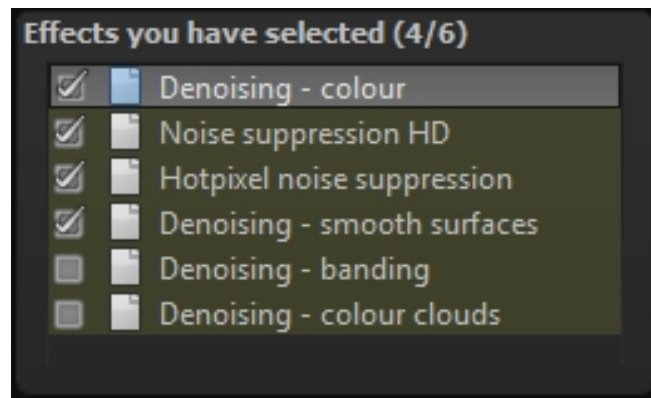 Effects you have selected (4/6)
Denoising - colour
Noise suppression HD
Hotpixel noise suppression
Denoising - smooth surfaces
Denoising - banding
Denoising - colour clouds